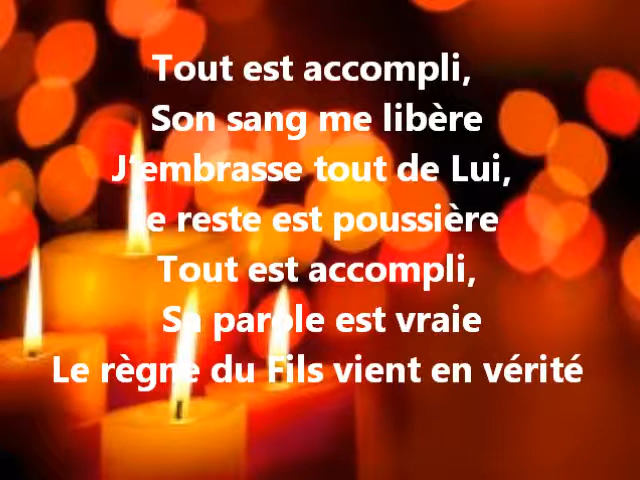 Tout est accompli,
Son sang me libère
J'embrasse tout de Lui,
Le reste est poussière
Tout est accompli,
Sa parole est vraie
Le règne du Fils vient en vérité